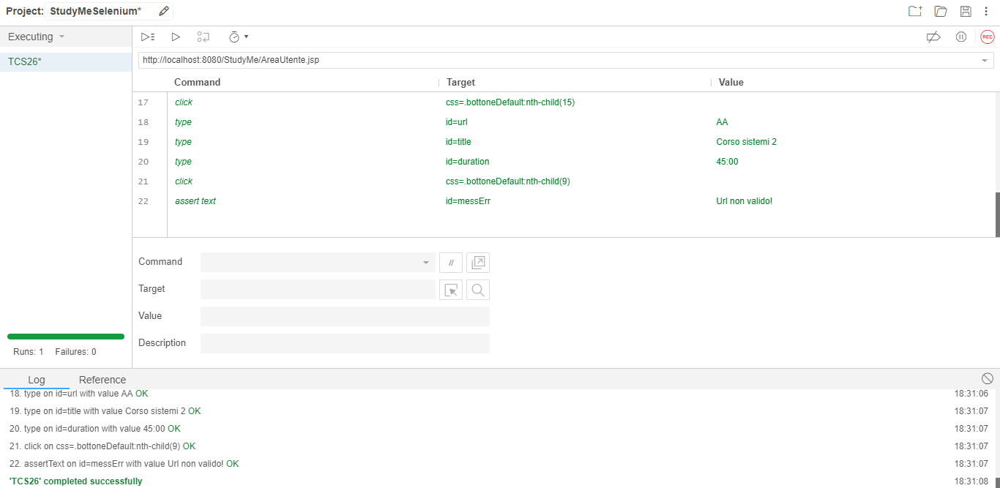 Project: StudyMeSelenium*
Executing
TCS26*
http://localhost:8080/StudyMe/AreaUtente.jsp
REC
Command Target Value
17 click css=.bottoneDefault:nth-child(15)
18 type id=url AA
19 type id=title Corso sistemi 2
20 type id=duration 45:00
21 click css=.bottoneDefault:nth-child(9)
22 assert text id=messErr Url non valido!
Command //
Target
Value
Description
Runs: 1 Failures: 0
Log Reference
18. type on id=url with value AA OK 18:31:06
19. type on id=title with value Corso sistemi 2 OK 18:31:07
20. type on id=duration with value 45:00 OK 18:31:07
21. click on css=.bottoneDefault:nth-child(9) OK 18:31:07
22. assertText on id=messErr with value Url non valido! OK 18:31:07
'TCS26' completed successfully 18:31:08